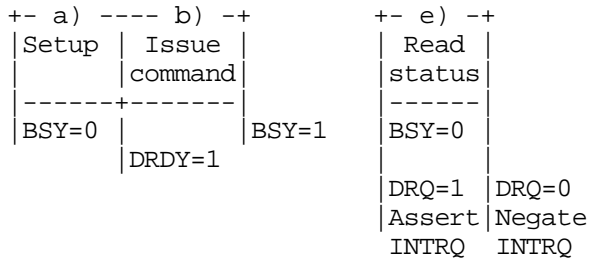 +- a) ---- b) -+        +- e) -+
|Setup | Issue |        | Read |
|      |command|        |status|
|------+-------|        |------|
|BSY=0 |       |BSY=1   |BSY=0 |
       |DRDY=1          |      |
                        |DRQ=1 |DRQ=0
                        |Assert|Negate
                         INTRQ  INTRQ